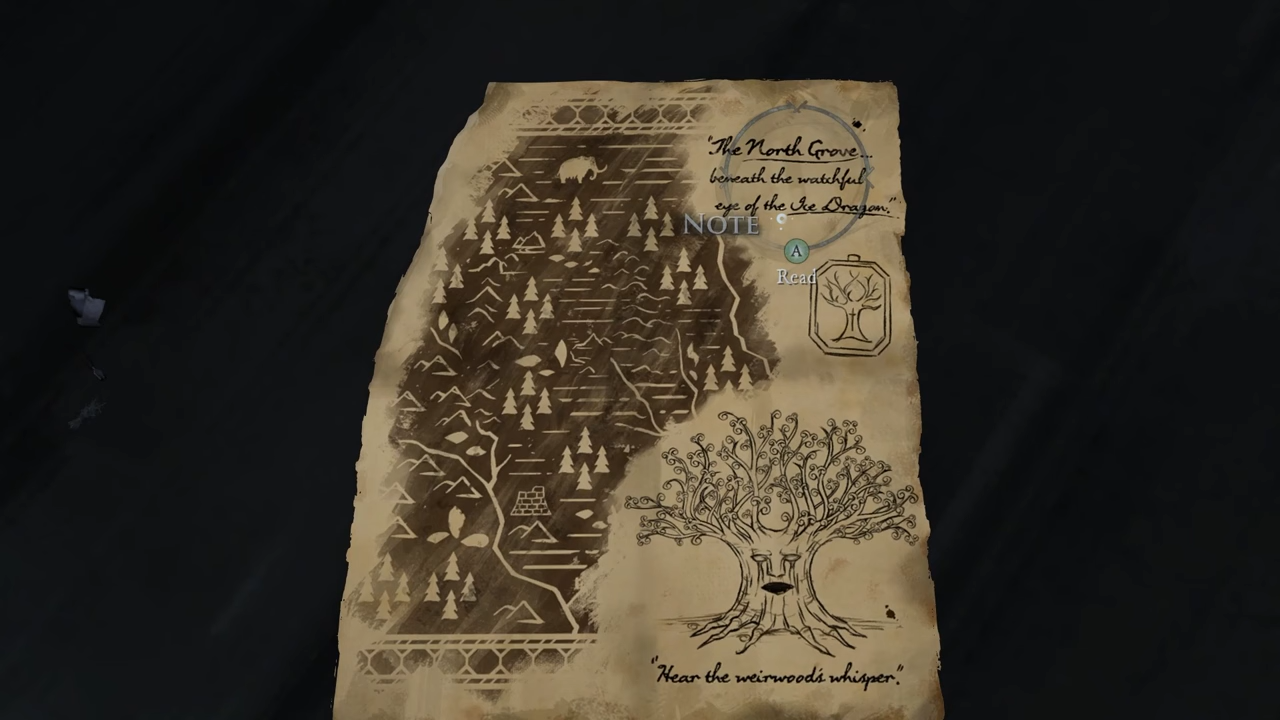 "The North Grove...
beneath the watchful
eye of the Ice Dragon."
NOTE
A
Read
"Hear the weirwood's whisper."